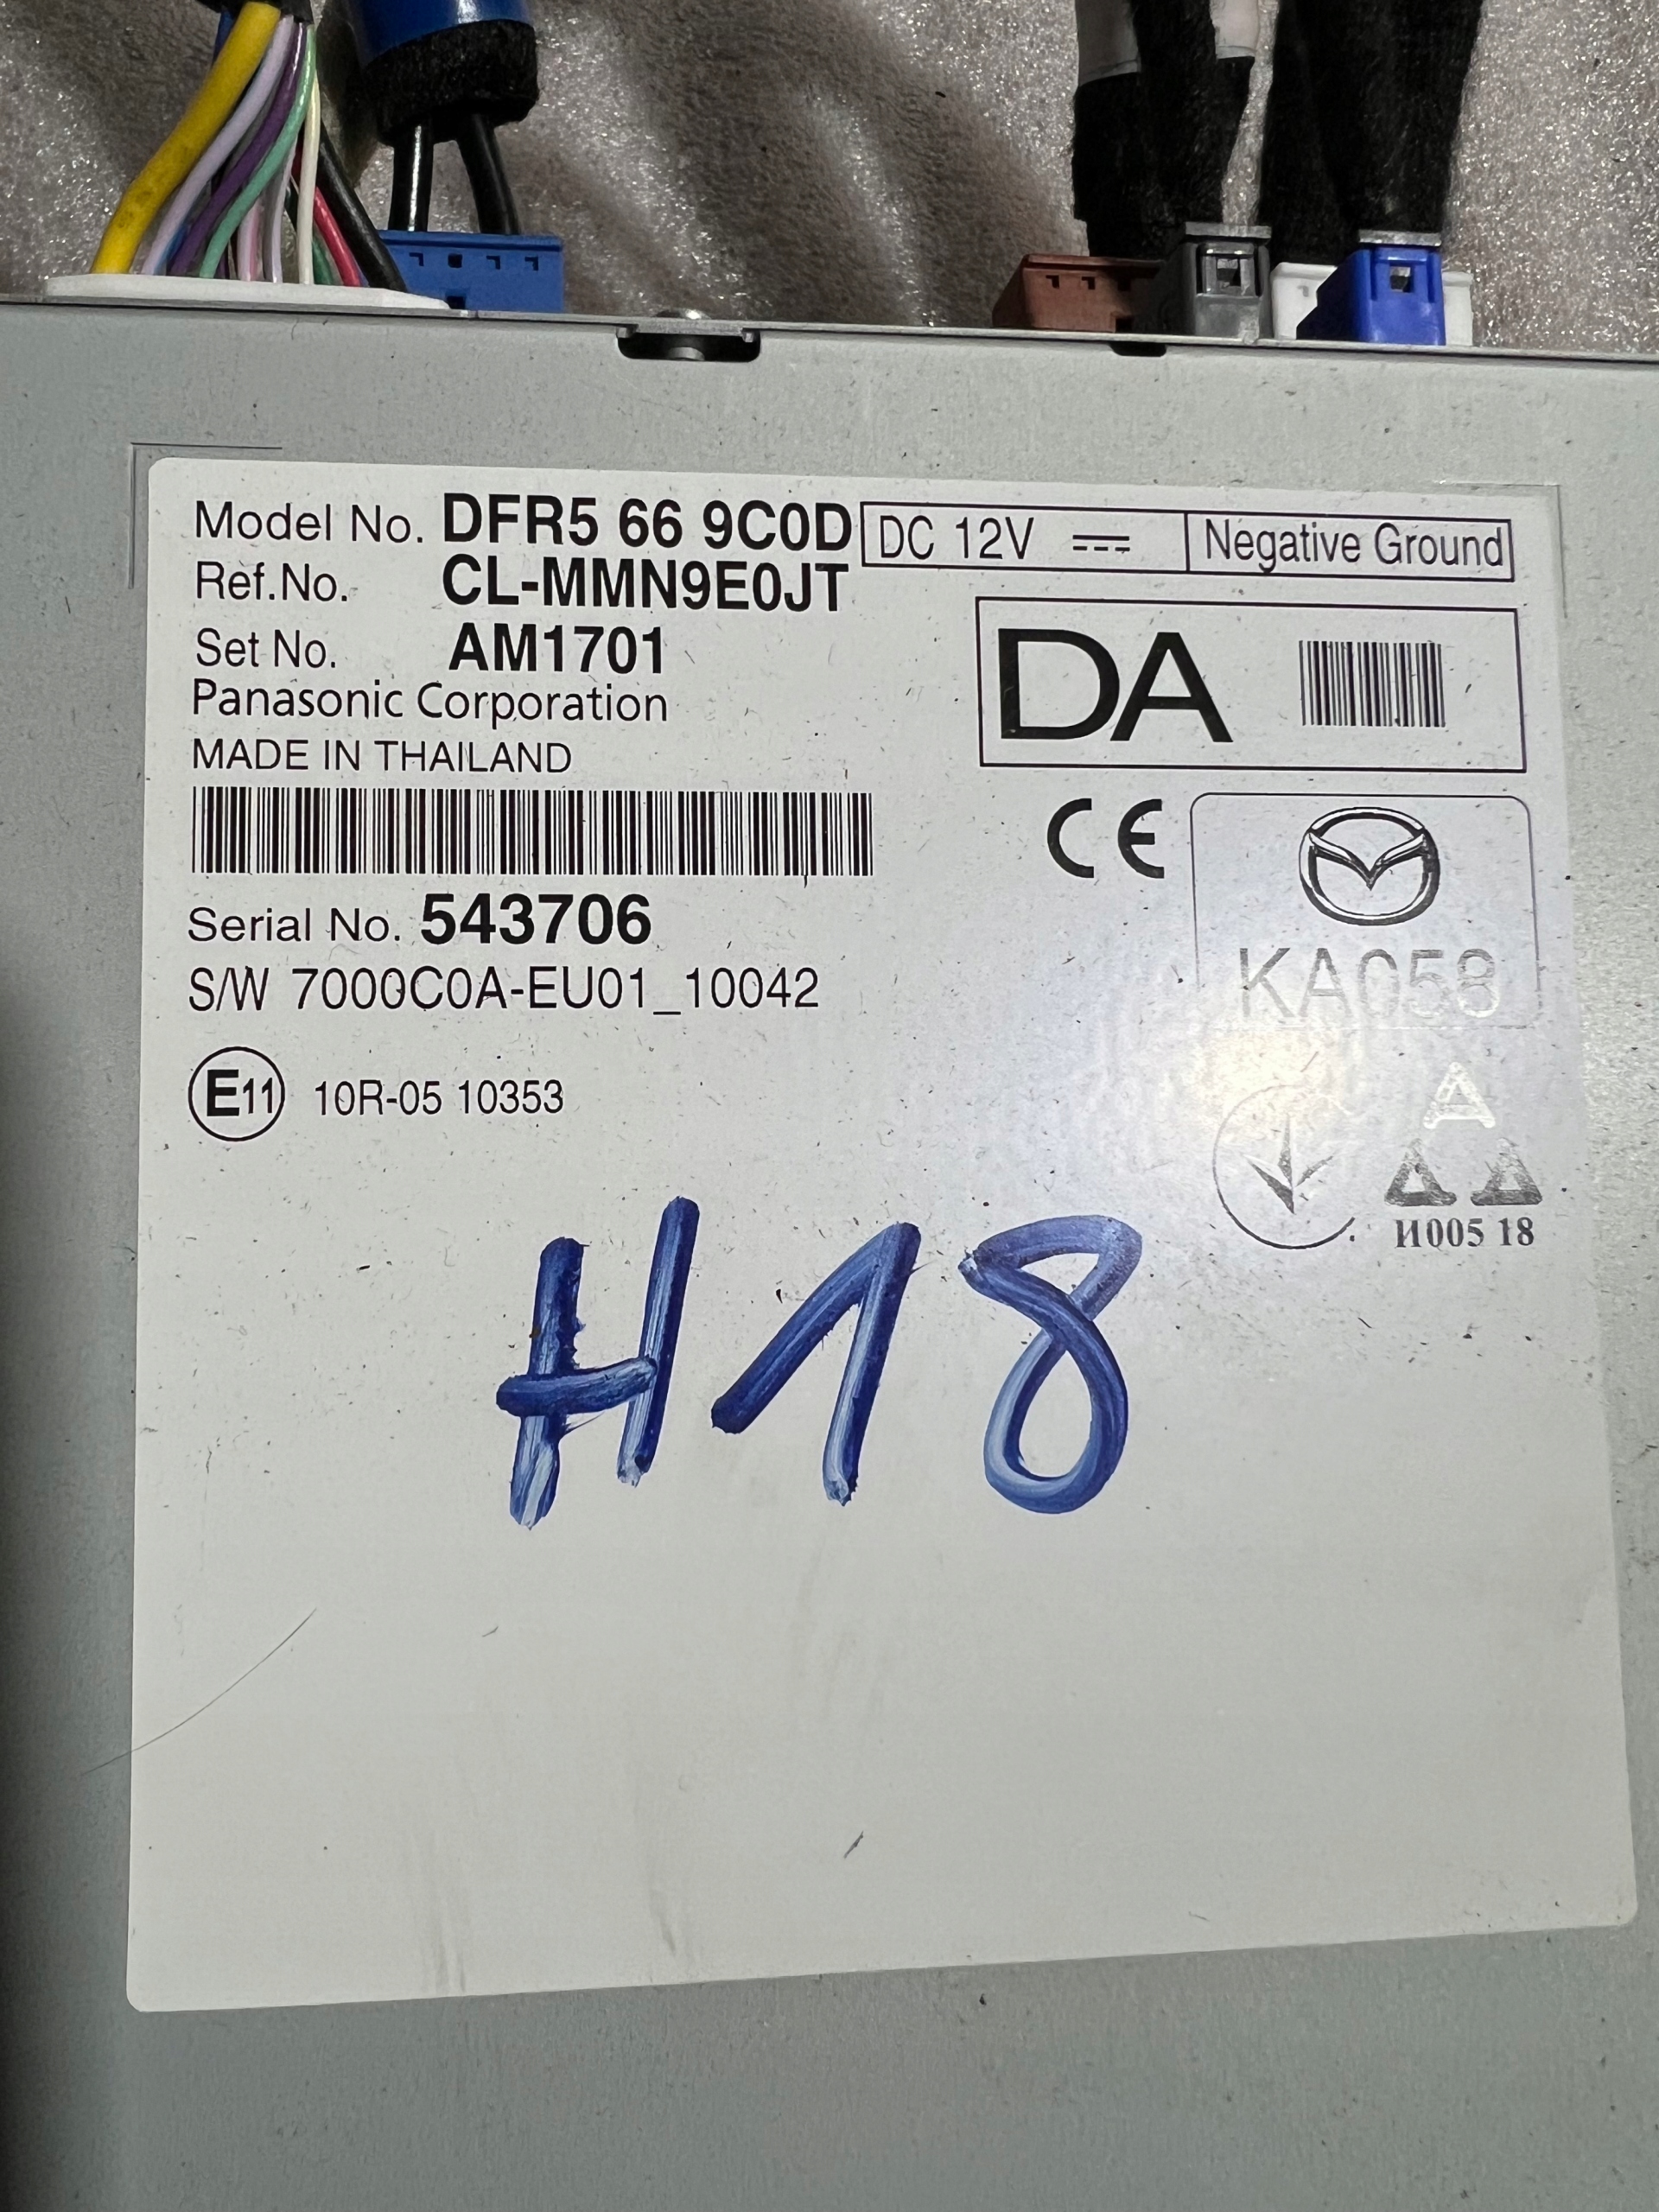 Model No. DFR5 66 9C0D
DC 12V
Negative Ground
Ref.No. CL-MMN9E0JT
Set No. AM1701
Panasonic Corporation
MADE IN THAILAND
DA
CE
Serial No. 543706
KA058
S/W 7000C0A-EU01_10042
E11 10R-05 10353
A
И005 18
H18